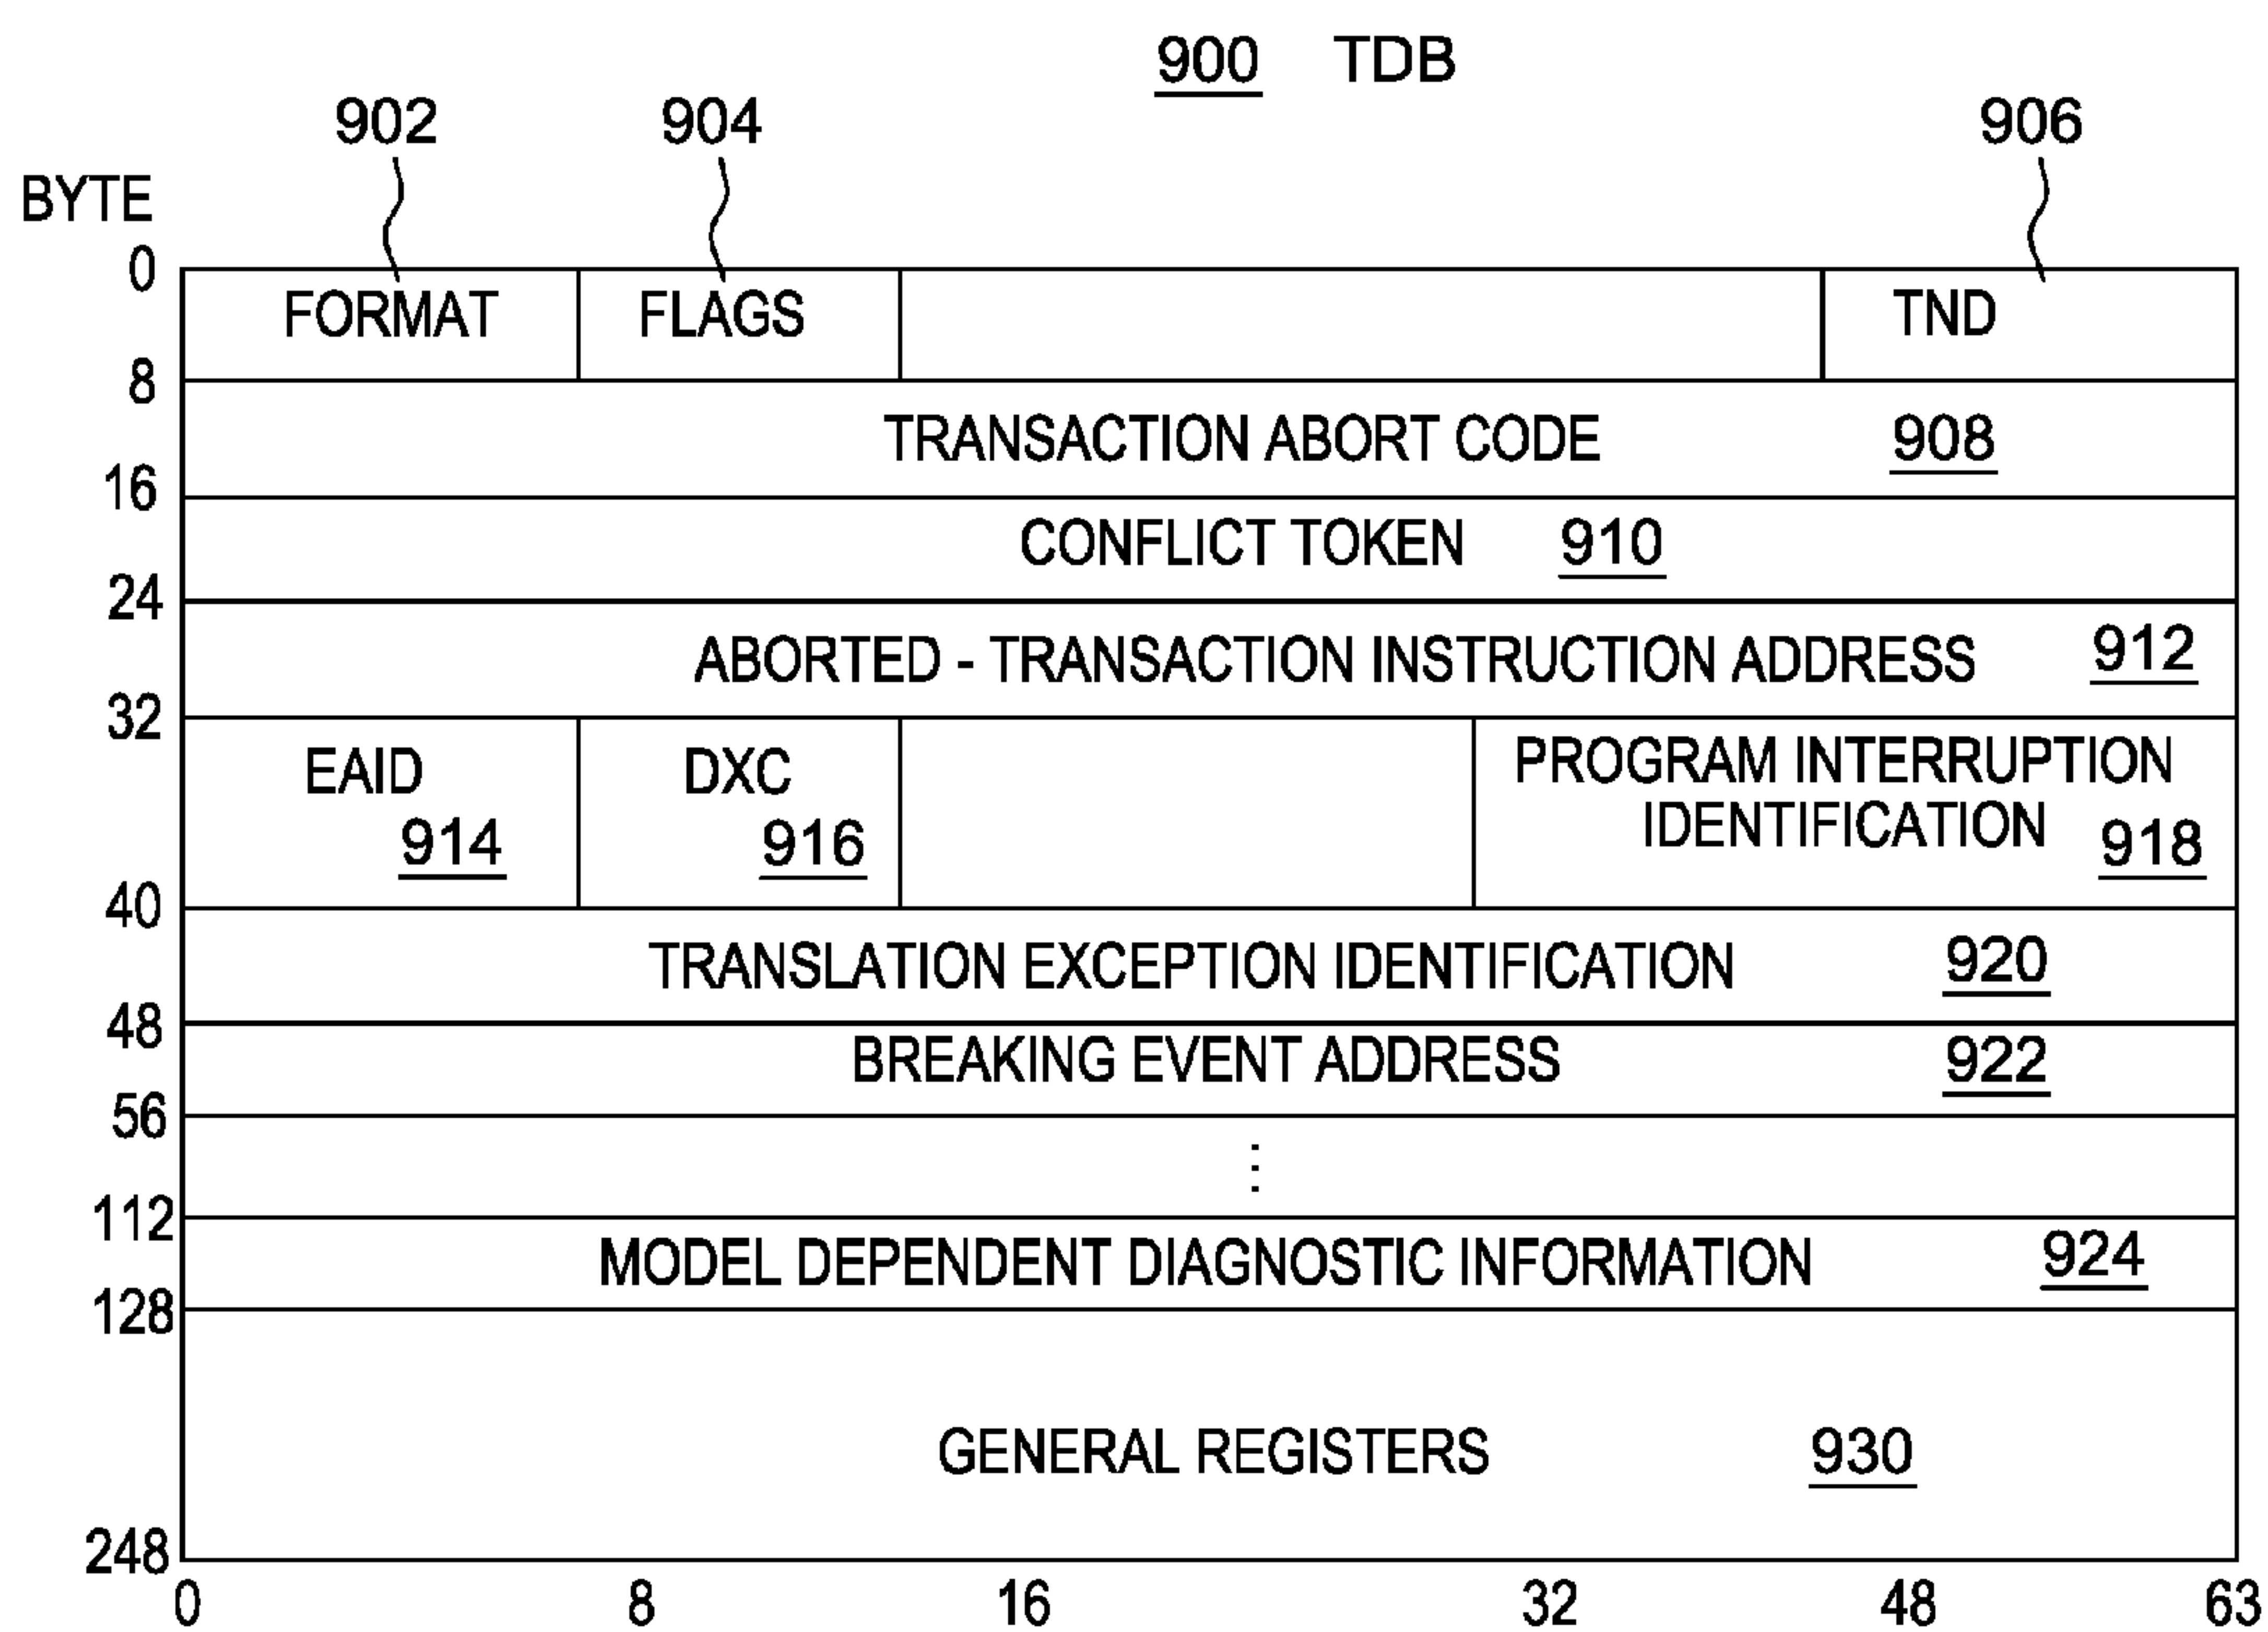 900 TDB
902 904 906
BYTE
0
FORMAT FLAGS TND
8
TRANSACTION ABORT CODE 908
16
CONFLICT TOKEN 910
24
ABORTED - TRANSACTION INSTRUCTION ADDRESS 912
32
EAID 914
DXC 916
PROGRAM INTERRUPTION
IDENTIFICATION 918
40
TRANSLATION EXCEPTION IDENTIFICATION 920
48
BREAKING EVENT ADDRESS 922
56
⋮
112
MODEL DEPENDENT DIAGNOSTIC INFORMATION 924
128
GENERAL REGISTERS 930
248
0 8 16 32 48 63